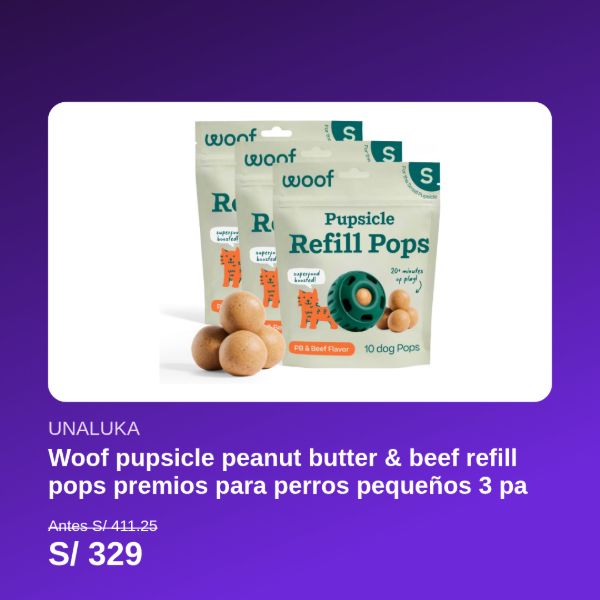 woof
S
woof
S
woof
S
Pupsicle
Refill Pops
superfood
boosted!
20+ minutes
of play!
PB & Beef Flavor
10 dog Pops
UNALUKA
Woof pupsicle peanut butter & beef refill
pops premios para perros pequeños 3 pa
Antes S/ 411.25
S/ 329